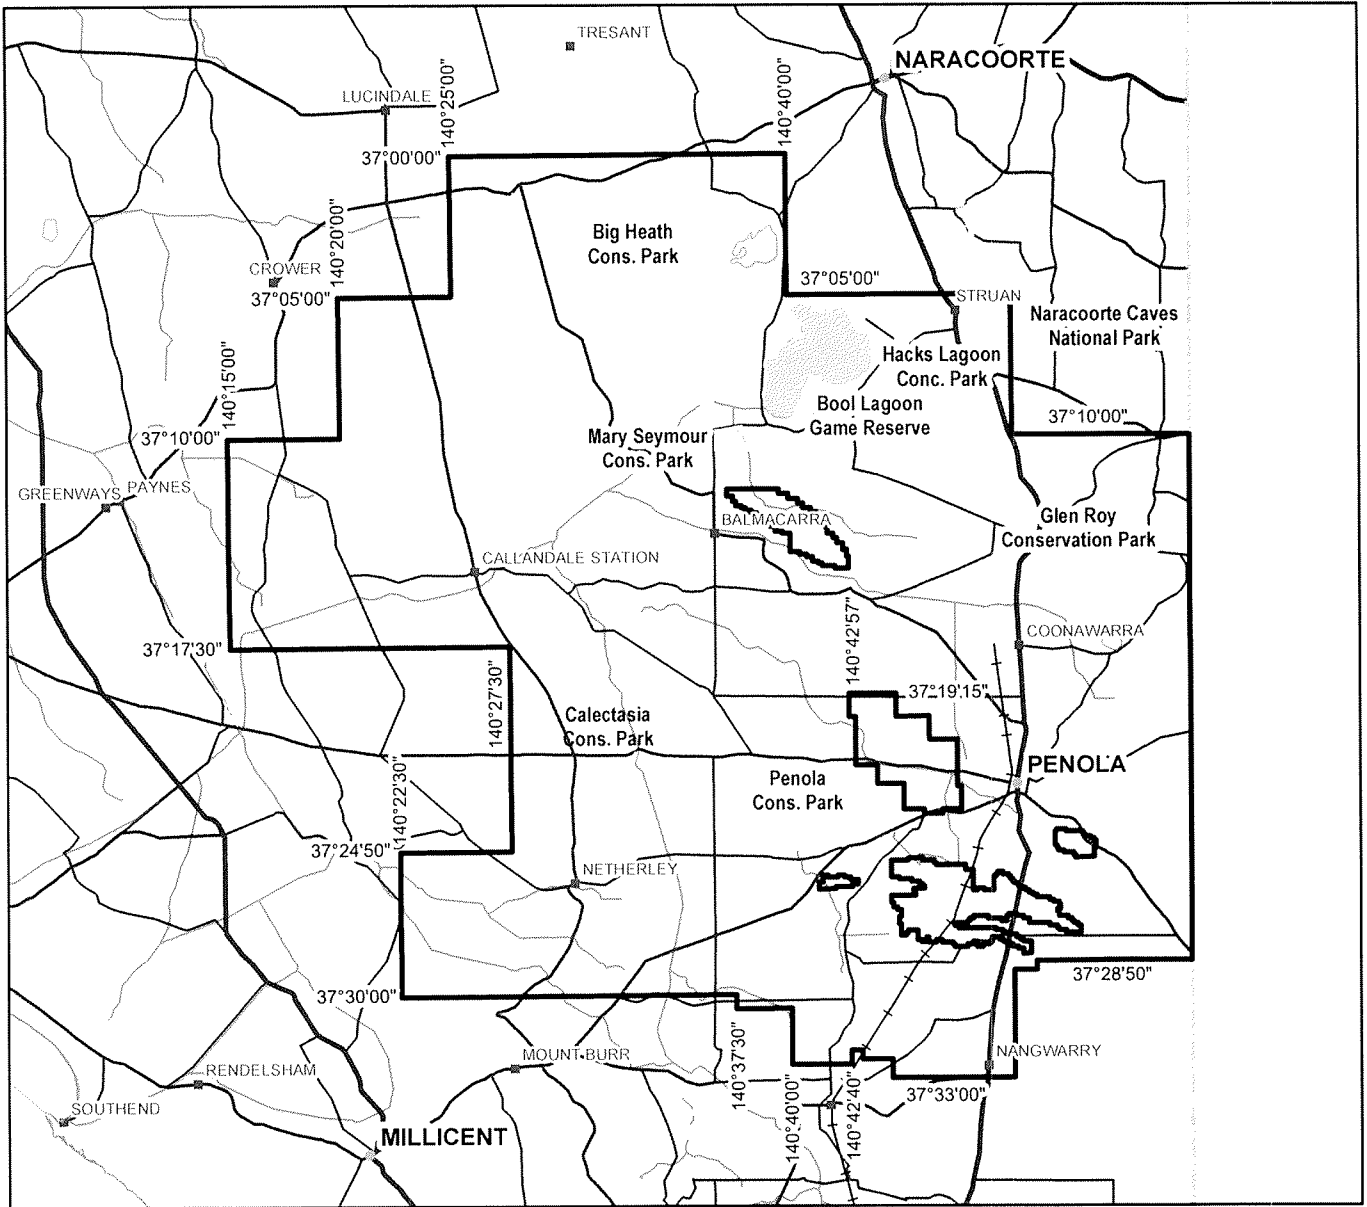 TRESANT
NARACOORTE
LUCINDALE
140°25'00"
140°40'00"
37°00'00"
140°20'00"
Big Heath
Cons. Park
CROWER
37°05'00"
37°05'00"
STRUAN
Naracoorte Caves
National Park
140°15'00"
Hacks Lagoon
Conc. Park
Bool Lagoon
Game Reserve
37°10'00"
37°10'00"
Mary Seymour
Cons. Park
GREENWAYS
PAYNES
BALMACARRA
Glen Roy
Conservation Park
CALLANDALE STATION
140°42'57"
COONAWARRA
37°17'30"
140°27'30"
37°19'15"
Calectasia
Cons. Park
PENOLA
140°22'30"
Penola
Cons. Park
37°24'50"
NETHERLEY
37°28'50"
37°30'00"
140°37'30"
NANGWARRY
MOUNT BURR
RENDELSHAM
140°40'00"
140°42'40"
37°33'00"
SOUTHEND
MILLICENT